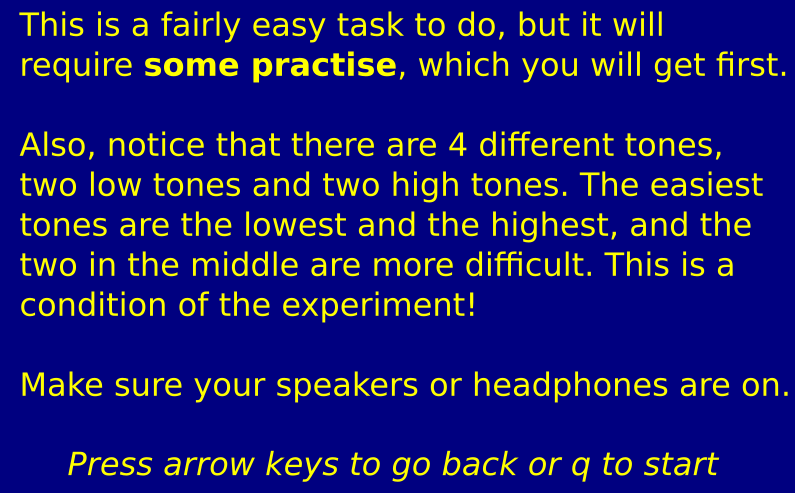 This is a fairly easy task to do, but it will
require some practise, which you will get first.
Also, notice that there are 4 different tones,
two low tones and two high tones. The easiest
tones are the lowest and the highest, and the
two in the middle are more difficult. This is a
condition of the experiment!
Make sure your speakers or headphones are on.
Press arrow keys to go back or q to start